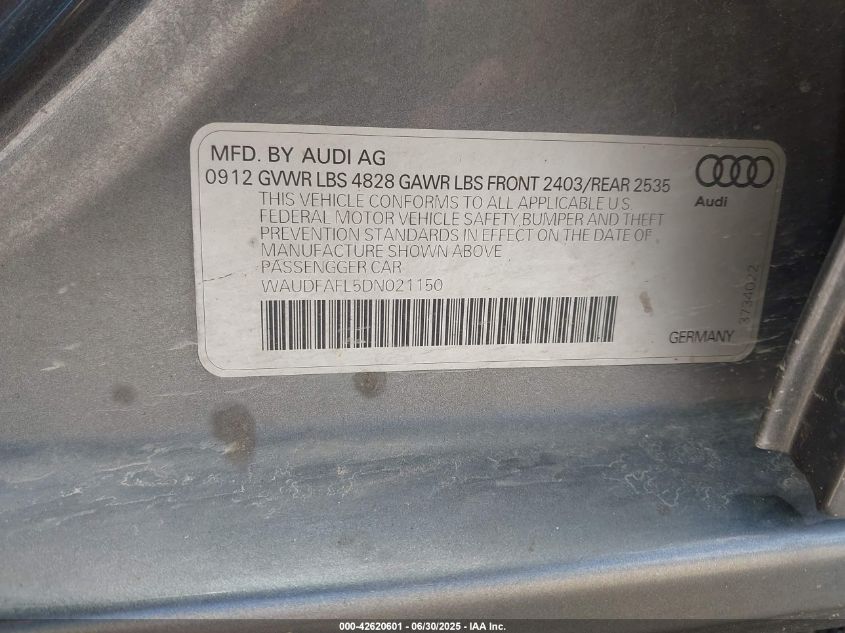 MFD. BY AUDI AG
0912 GVWR LBS 4828 GAWR LBS FRONT 2403/REAR 2535
THIS VEHICLE CONFORMS TO ALL APPLICABLE U S
FEDERAL MOTOR VEHICLE SAFETY,BUMPER AND THEFT
PREVENTION STANDARDS IN EFFECT ON THE DATE OF
MANUFACTURE SHOWN ABOVE
PASSENGGER CAR
WAUDFAFL5DN021150
Audi
3734022
GERMANY
000-42620601 - 06/30/2025 - IAA Inc.